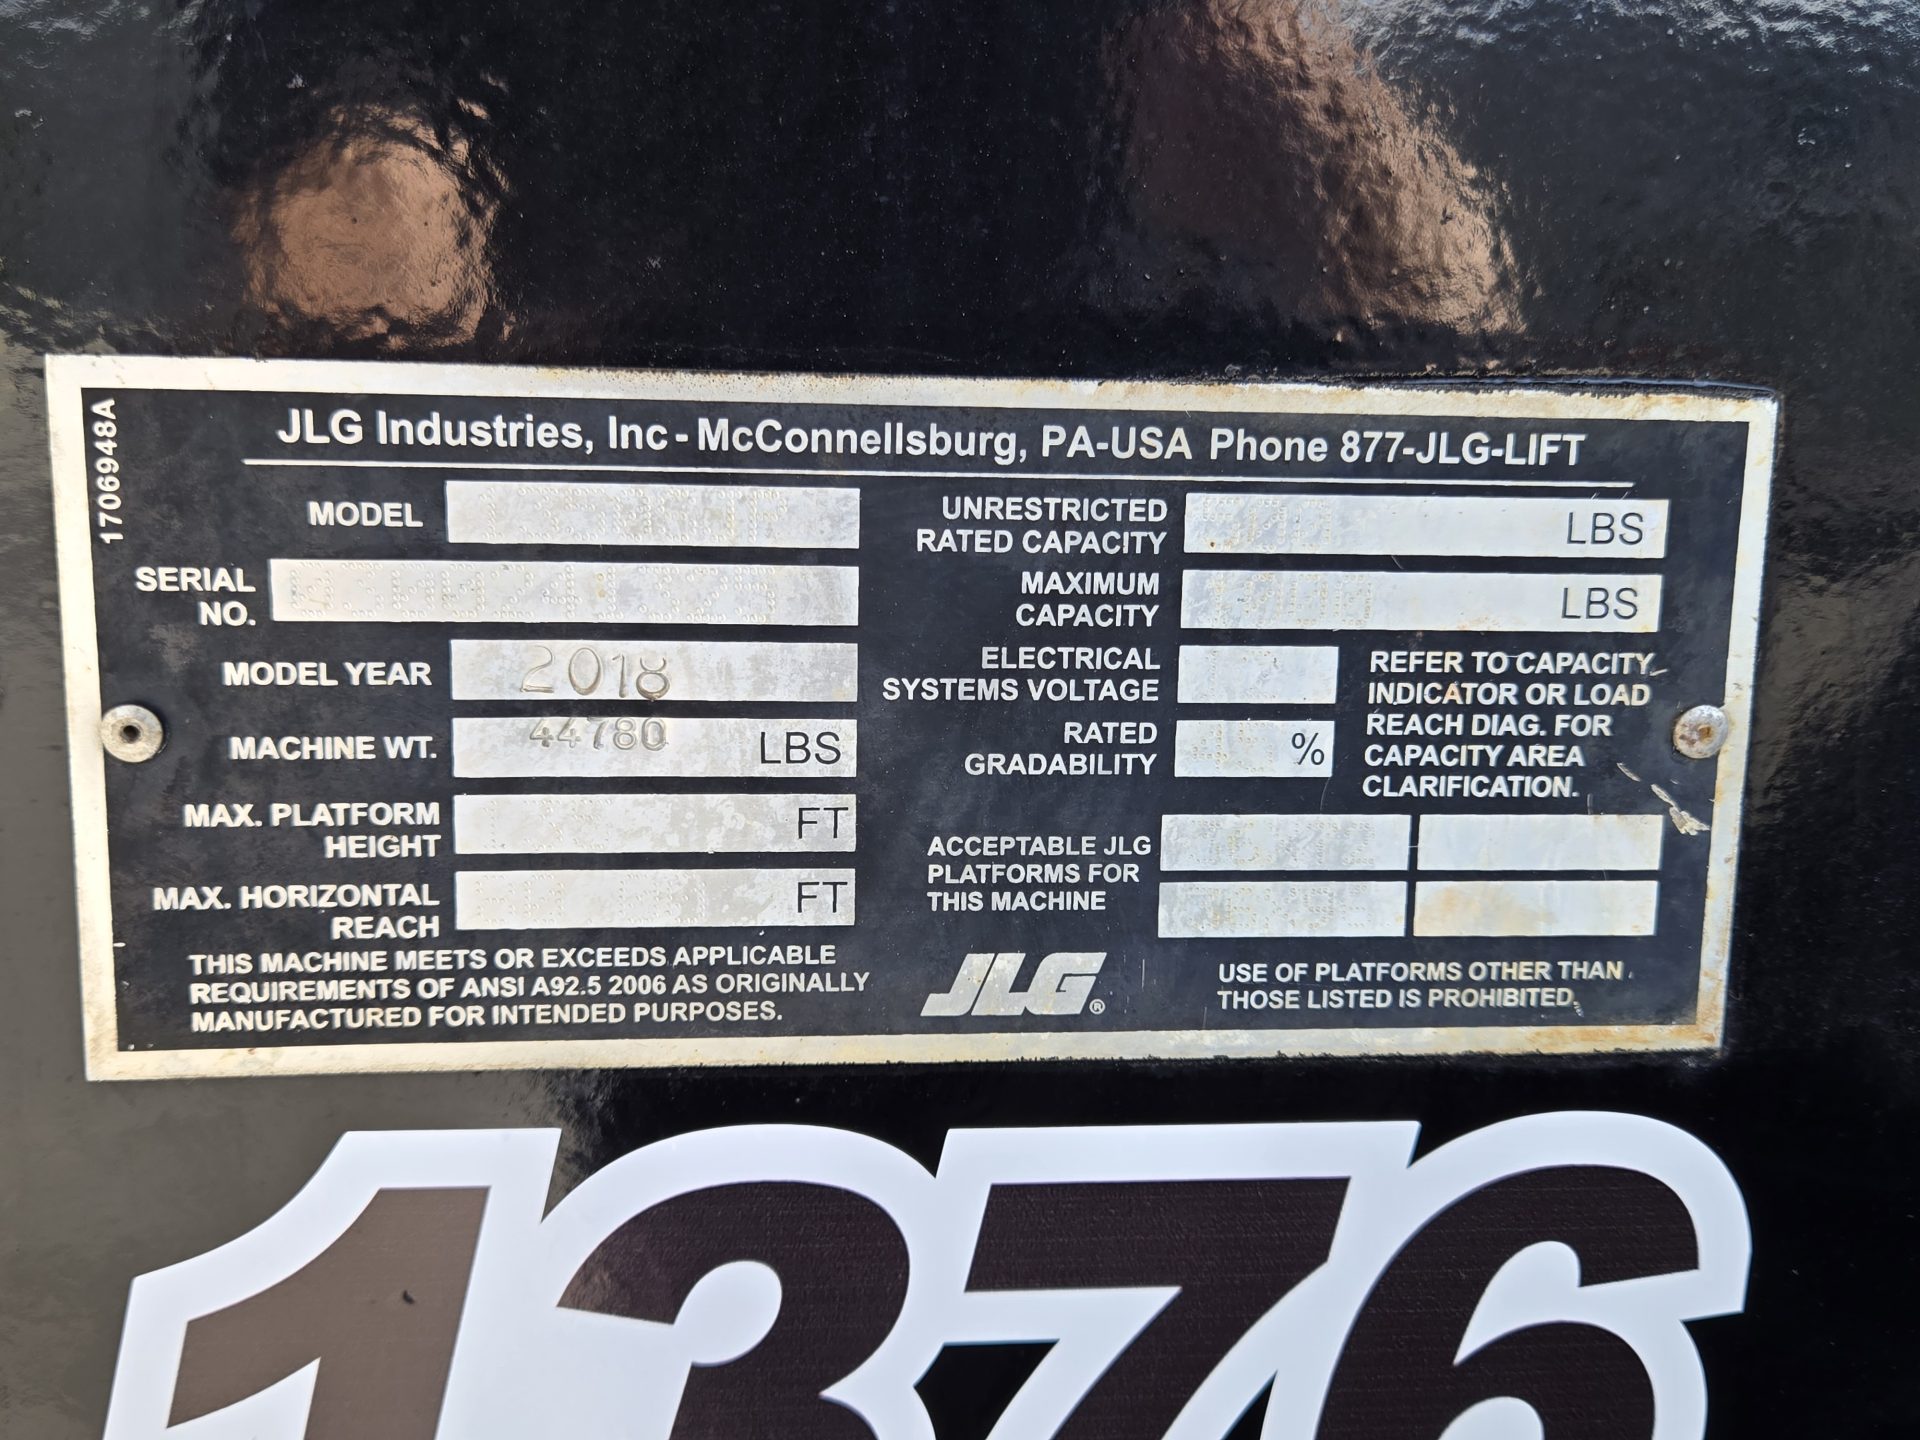 1706948A
JLG Industries, Inc - McConnellsburg, PA-USA Phone 877-JLG-LIFT
MODEL
SERIAL
NO.
MODEL YEAR 2018
MACHINE WT. 44780 LBS
MAX. PLATFORM
HEIGHT FT
MAX. HORIZONTAL
REACH FT
THIS MACHINE MEETS OR EXCEEDS APPLICABLE
REQUIREMENTS OF ANSI A92.5 2006 AS ORIGINALLY
MANUFACTURED FOR INTENDED PURPOSES.
UNRESTRICTED
RATED CAPACITY LBS
MAXIMUM
CAPACITY LBS
ELECTRICAL
SYSTEMS VOLTAGE
RATED
GRADABILITY %
REFER TO CAPACITY
INDICATOR OR LOAD
REACH DIAG. FOR
CAPACITY AREA
CLARIFICATION.
ACCEPTABLE JLG
PLATFORMS FOR
THIS MACHINE
JLG®
USE OF PLATFORMS OTHER THAN
THOSE LISTED IS PROHIBITED.
1376